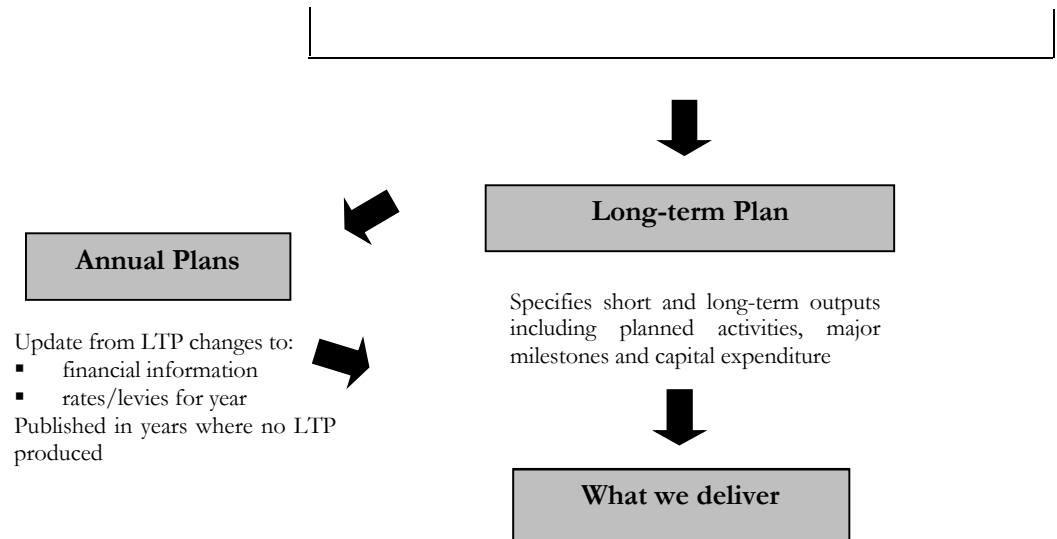 Long-term Plan
Annual Plans
Specifies short and long-term outputs
including planned activities, major
milestones and capital expenditure
Update from LTP changes to:
▪ financial information
▪ rates/levies for year
Published in years where no LTP
produced
What we deliver